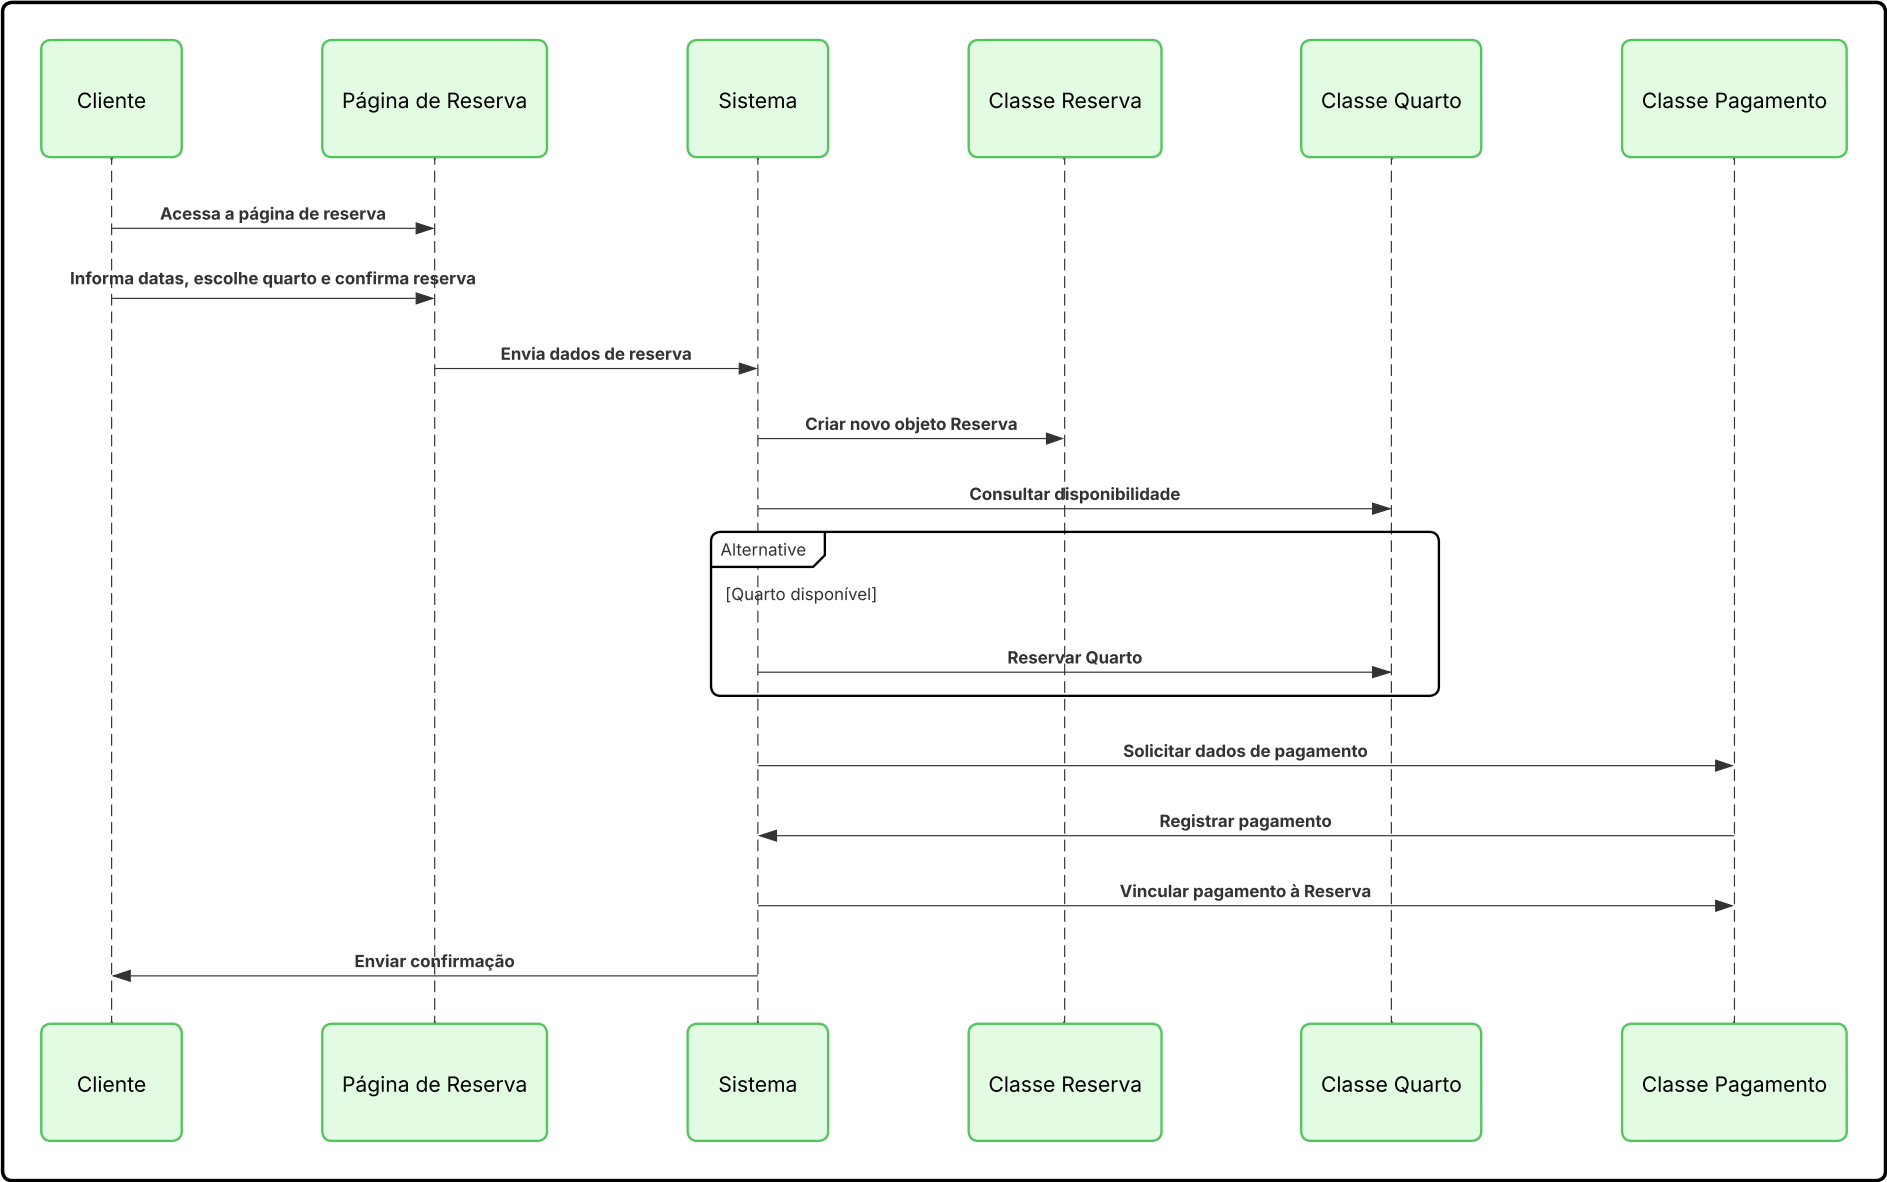 Cliente
Página de Reserva
Sistema
Classe Reserva
Classe Quarto
Classe Pagamento
Acessa a página de reserva
Informa datas, escolhe quarto e confirma reserva
Envia dados de reserva
Criar novo objeto Reserva
Consultar disponibilidade
Alternative
[Quarto disponível]
Reservar Quarto
Solicitar dados de pagamento
Registrar pagamento
Vincular pagamento à Reserva
Enviar confirmação
Cliente
Página de Reserva
Sistema
Classe Reserva
Classe Quarto
Classe Pagamento